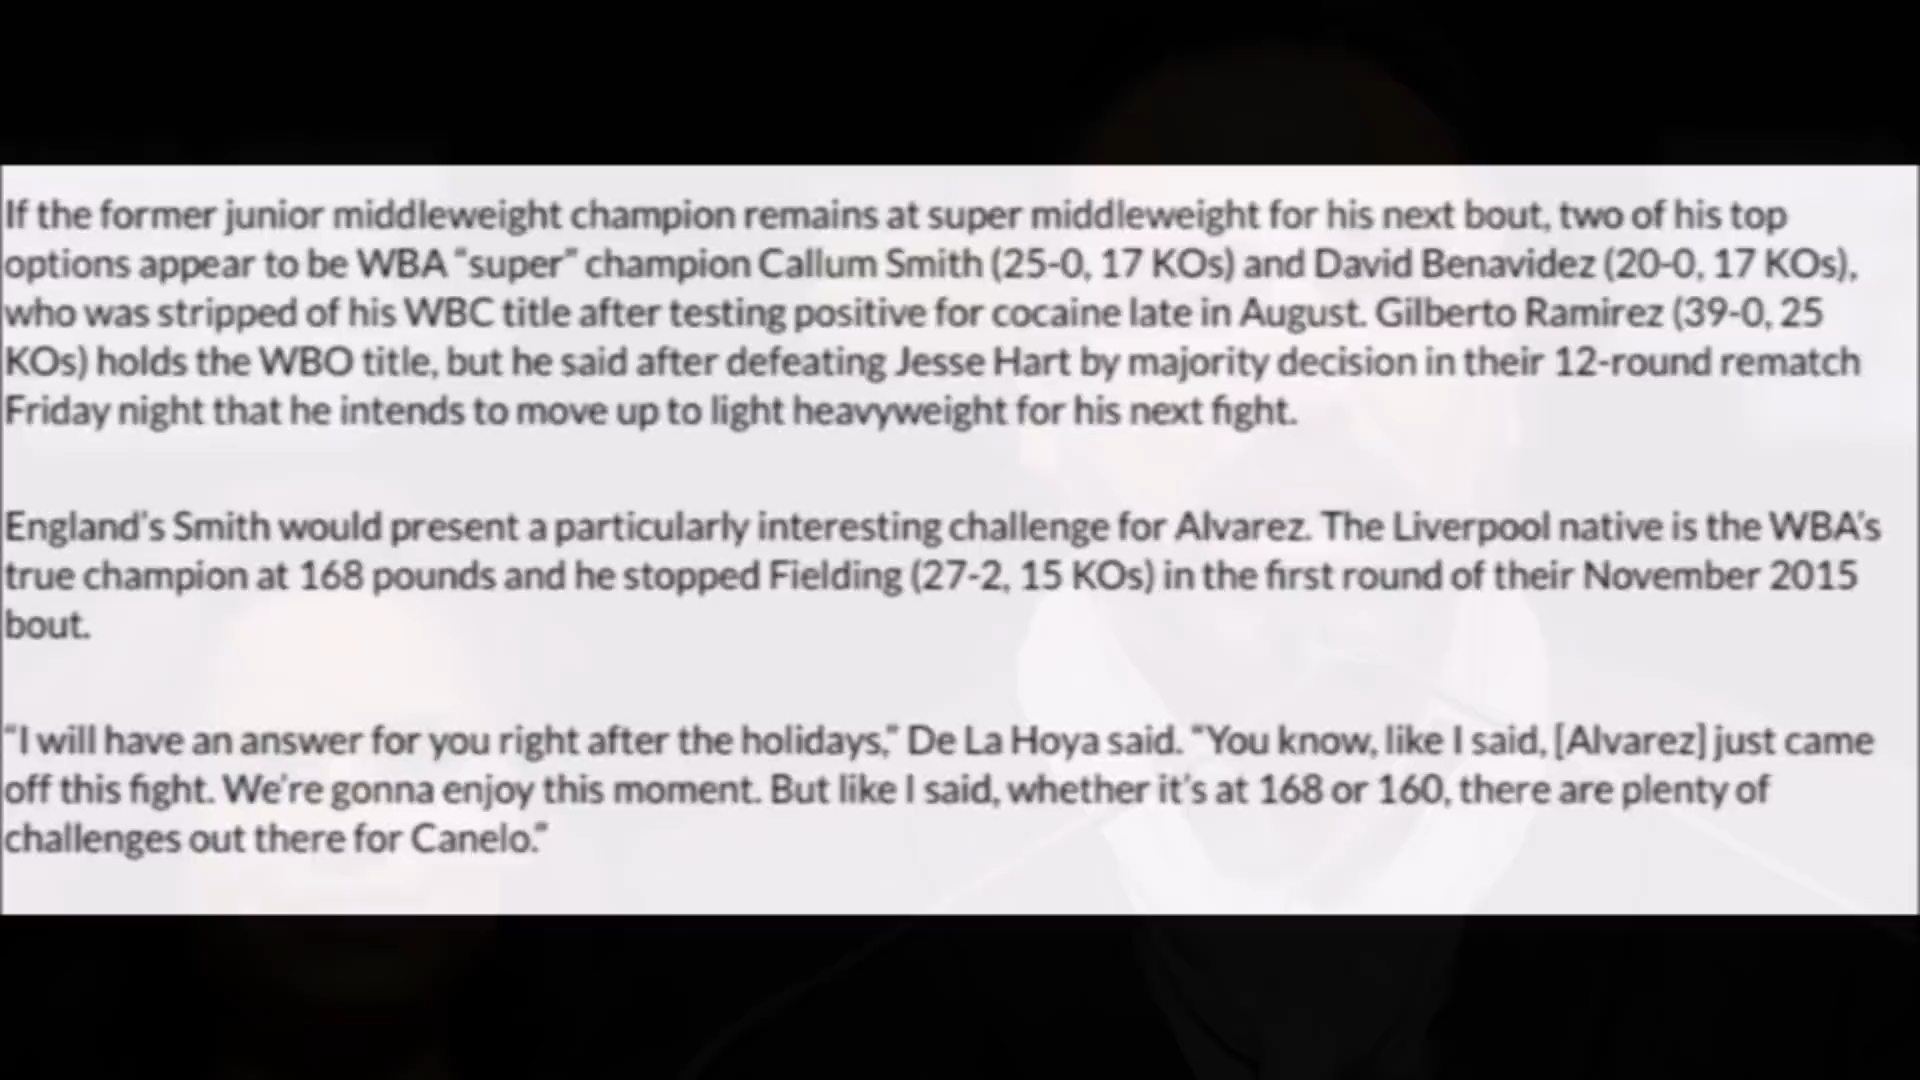 If the former junior middleweight champion remains at super middleweight for his next bout, two of his top
options appear to be WBA “super” champion Callum Smith (25-0, 17 KOs) and David Benavidez (20-0, 17 KOs),
who was stripped of his WBC title after testing positive for cocaine late in August. Gilberto Ramirez (39-0, 25
KOs) holds the WBO title, but he said after defeating Jesse Hart by majority decision in their 12-round rematch
Friday night that he intends to move up to light heavyweight for his next fight.
England’s Smith would present a particularly interesting challenge for Alvarez. The Liverpool native is the WBA’s
true champion at 168 pounds and he stopped Fielding (27-2, 15 KOs) in the first round of their November 2015
bout.
“I will have an answer for you right after the holidays,” De La Hoya said. “You know, like I said, [Alvarez] just came
off this fight. We’re gonna enjoy this moment. But like I said, whether it’s at 168 or 160, there are plenty of
challenges out there for Canelo.”